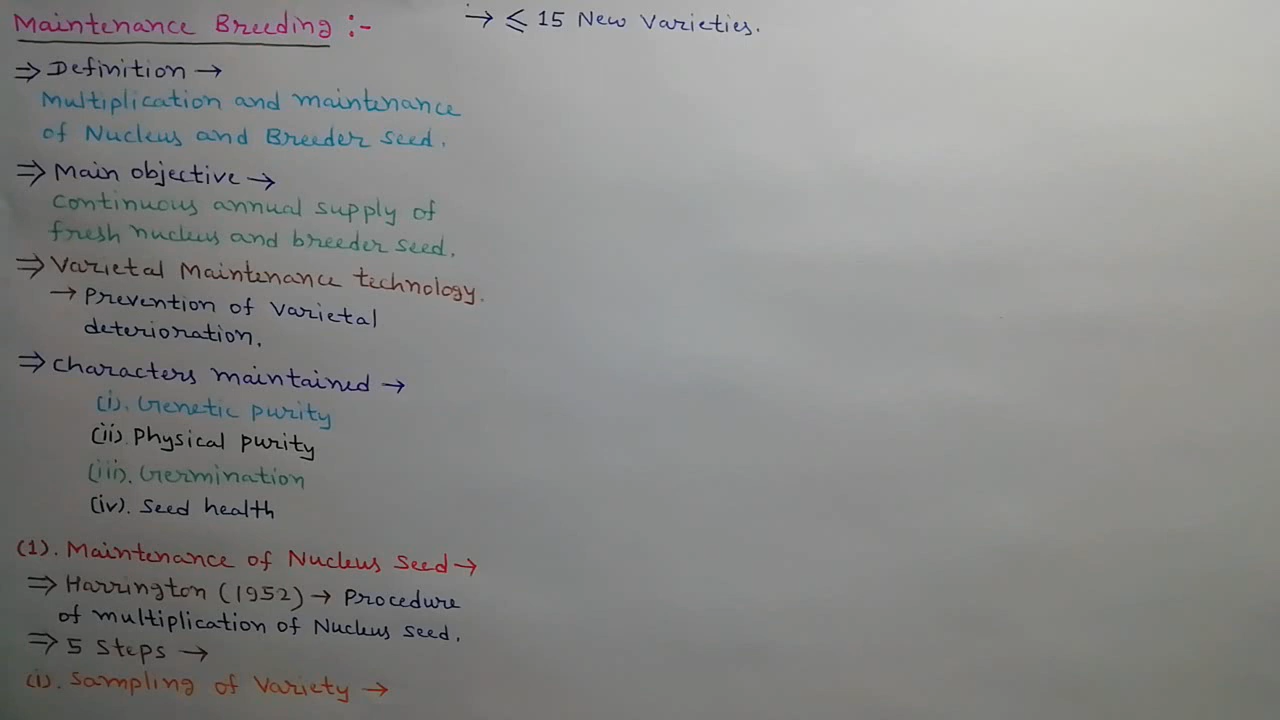 Maintenance Breeding :-
⇒ Definition →
Multiplication and maintenance
of Nucleus and Breeder seed.
⇒ Main objective →
continuous annual supply of
fresh nucleus and breeder seed.
⇒ Varietal Maintenance technology.
→ Prevention of varietal
deterioration.
⇒ characters maintained →
(i). Genetic purity
(ii). Physical purity
(iii). Germination
(iv). Seed health
(1). Maintenance of Nucleus Seed →
⇒ Harrington (1952) → Procedure
of multiplication of Nucleus seed.
⇒ 5 Steps →
(i). Sampling of Variety →
→ ≤ 15 New Varieties.